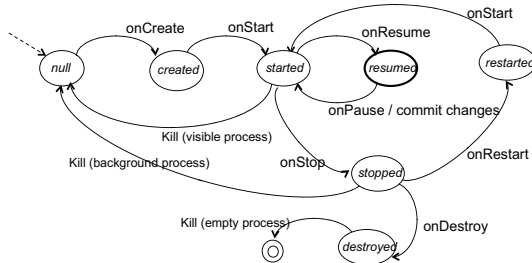 onStart
onCreate
onStart
onResume
null
created
started
resumed
restarted
onPause / commit changes
Kill (visible process)
Kill (background process)
onStop
onRestart
stopped
onDestroy
Kill (empty process)
destroyed